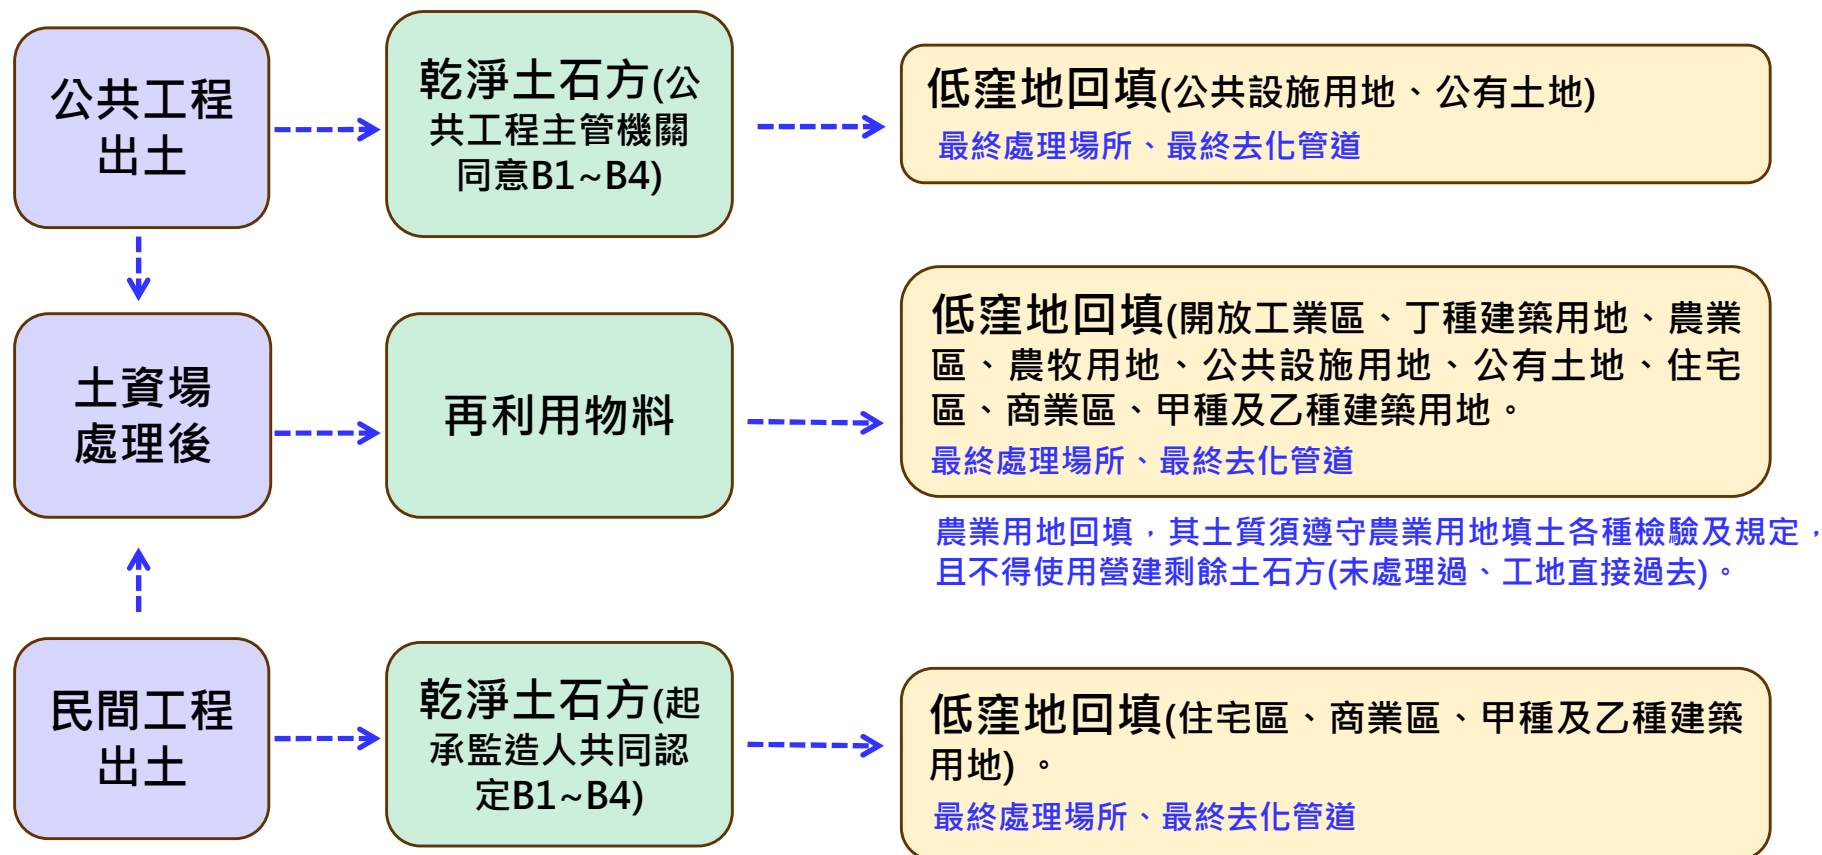 公共工程
出土
乾淨土石方(公
共工程主管機關
同意B1~B4)
低窪地回填(公共設施用地、公有土地)
最終處理場所、最終去化管道
土資場
處理後
再利用物料
低窪地回填(開放工業區、丁種建築用地、農業
區、農牧用地、公共設施用地、公有土地、住宅
區、商業區、甲種及乙種建築用地。
最終處理場所、最終去化管道
農業用地回填，其土質須遵守農業用地填土各種檢驗及規定，
且不得使用營建剩餘土石方(未處理過、工地直接過去)。
民間工程
出土
乾淨土石方(起
承監造人共同認
定B1~B4)
低窪地回填(住宅區、商業區、甲種及乙種建築
用地) 。
最終處理場所、最終去化管道